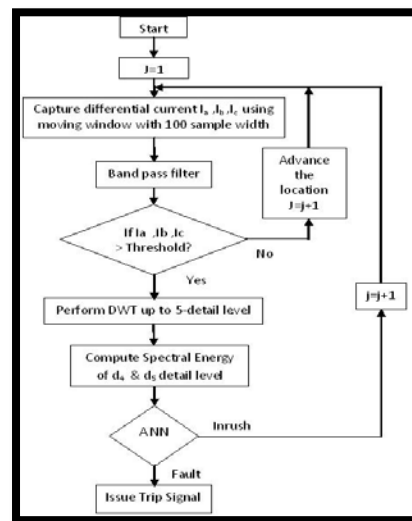 Start
J=1
Capture differential current Ia ,Ib ,Ic using
moving window with 100 sample width
Band pass filter
Advance
the
location
J=j+1
If Ia ,Ib ,Ic
> Threshold?
No
Yes
j=j+1
Perform DWT up to 5-detail level
Compute Spectral Energy
of d4 & d5 detail level
ANN
Inrush
Fault
Issue Trip Signal